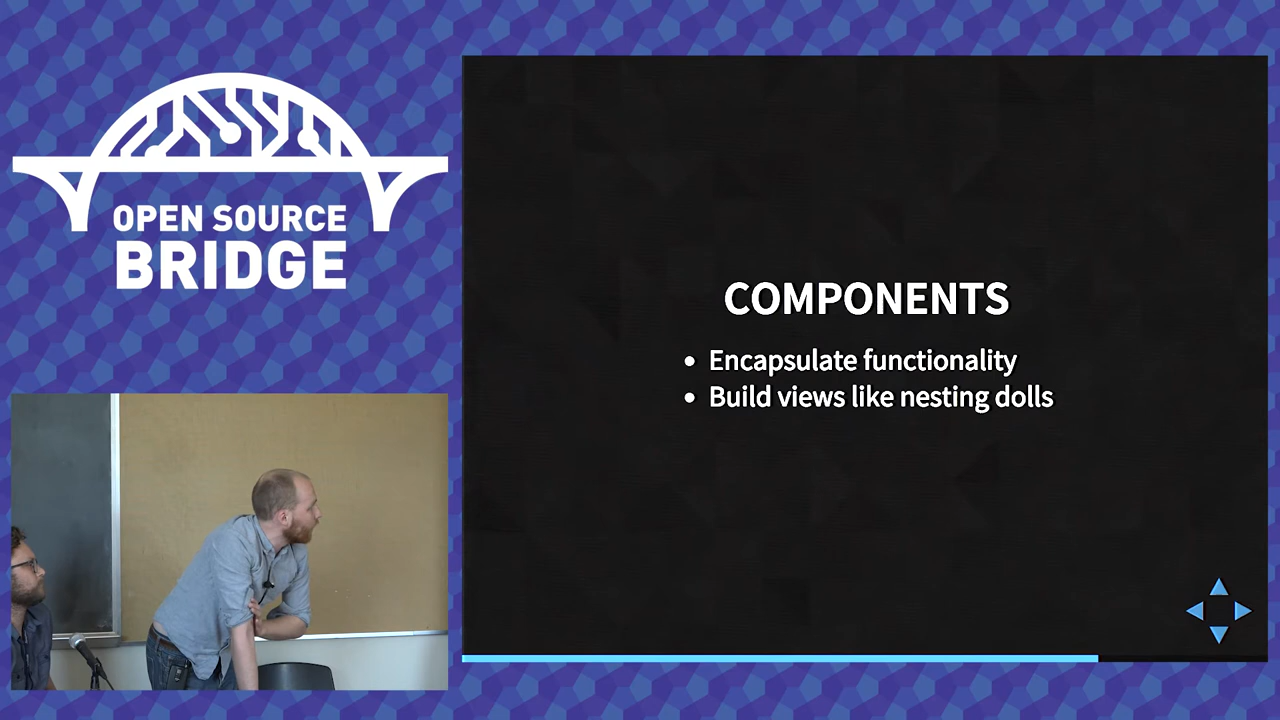 OPEN SOURCE
BRIDGE
COMPONENTS
• Encapsulate functionality
• Build views like nesting dolls